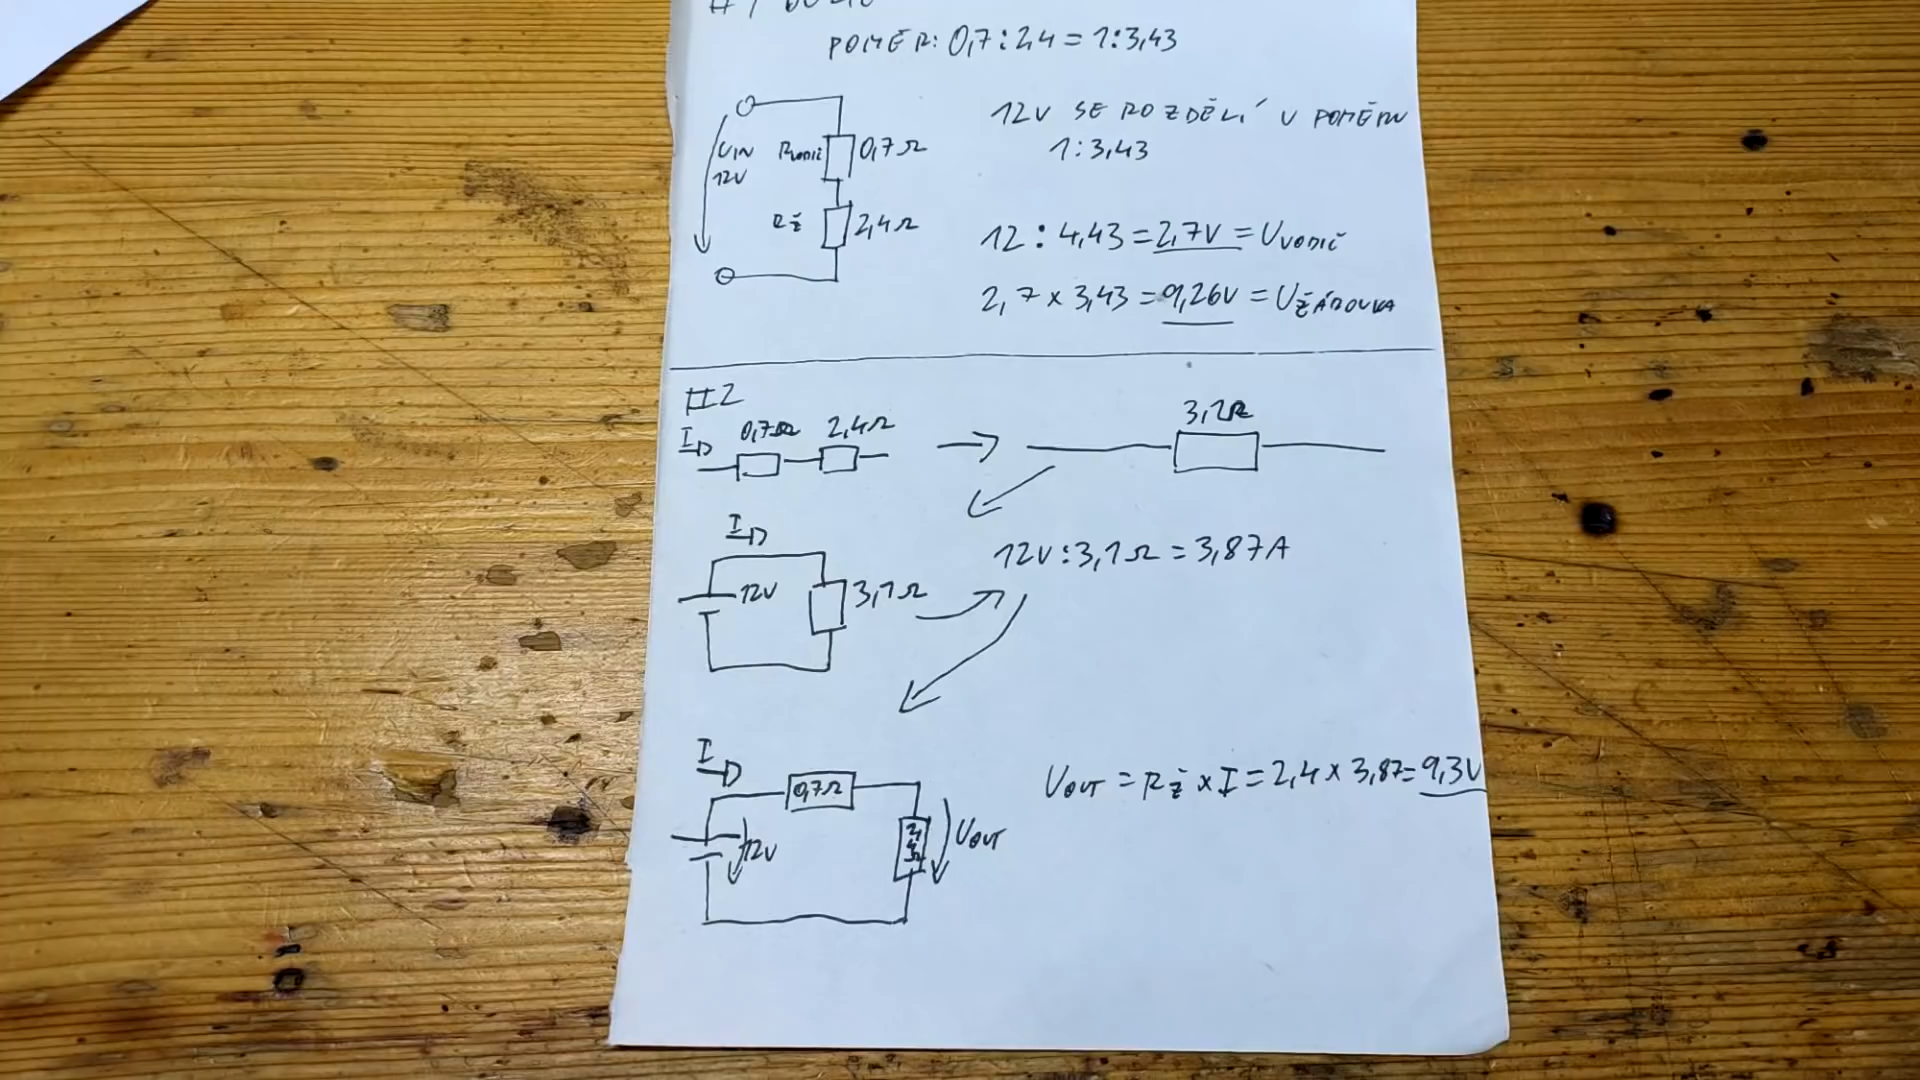 POMĚR: 0,7 : 2,4 = 1 : 3,43
12V SE ROZDĚLÍ V POMĚRU
1 : 3,43
UIN
12V
Rvodič
0,7Ω
Rž
2,4Ω
12 : 4,43 = 2,7V = UVODIČ
2,7 × 3,43 = 9,26V = UŽÁROVKA
#2
I
0,7Ω
2,4Ω
3,1Ω
I
12V
3,1Ω
12V : 3,1Ω = 3,87A
I
0,7Ω
12V
2,4Ω
UOUT
UOUT = Rž × I = 2,4 × 3,87 = 9,3V